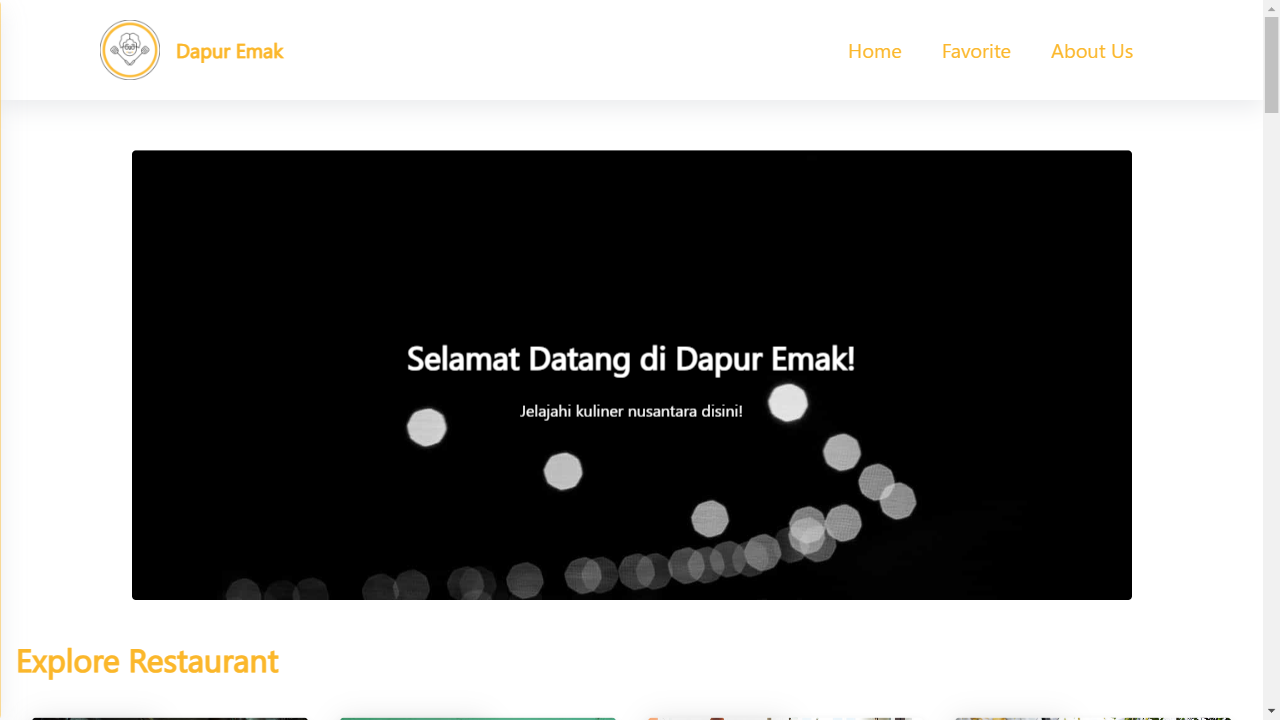 Dapur Emak
Home
Favorite
About Us
Selamat Datang di Dapur Emak!
Jelajahi kuliner nusantara disini!
Explore Restaurant